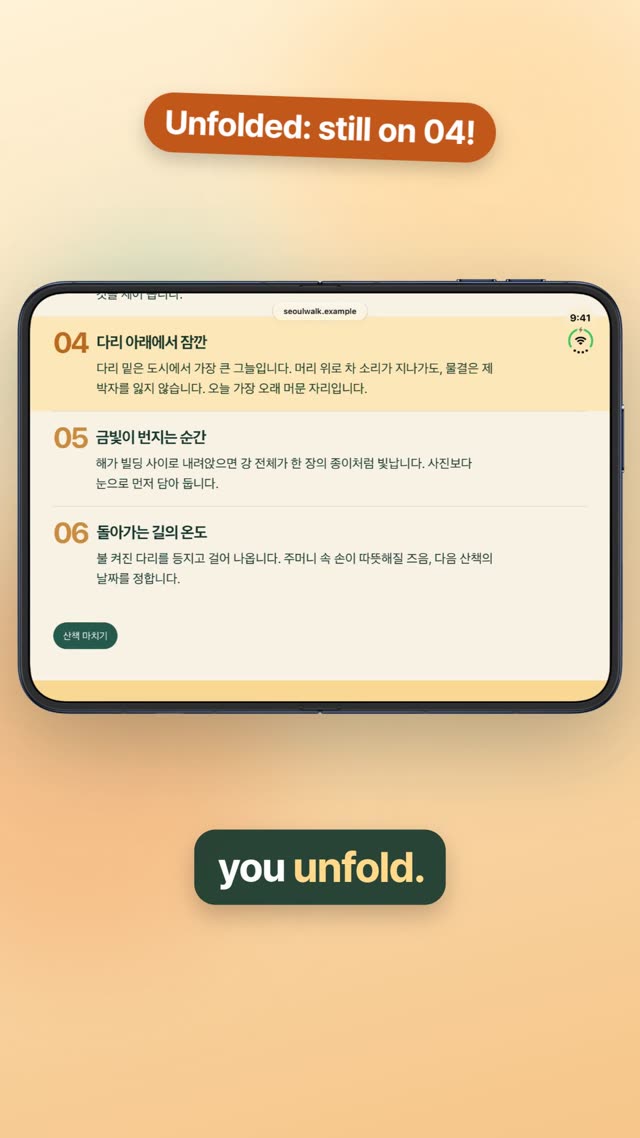 Unfolded: still on 04!
seoulwalk.example
9:41
04 다리 아래에서 잠깐
다리 밑은 도시에서 가장 큰 그늘입니다. 머리 위로 차 소리가 지나가도, 물결은 제
박자를 잃지 않습니다. 오늘 가장 오래 머문 자리입니다.
05 금빛이 번지는 순간
해가 빌딩 사이로 내려앉으면 강 전체가 한 장의 종이처럼 빛납니다. 사진보다
눈으로 먼저 담아 둡니다.
06 돌아가는 길의 온도
불 켜진 다리를 등지고 걸어 나옵니다. 주머니 속 손이 따뜻해질 즈음, 다음 산책의
날짜를 정합니다.
산책 마치기
you unfold.